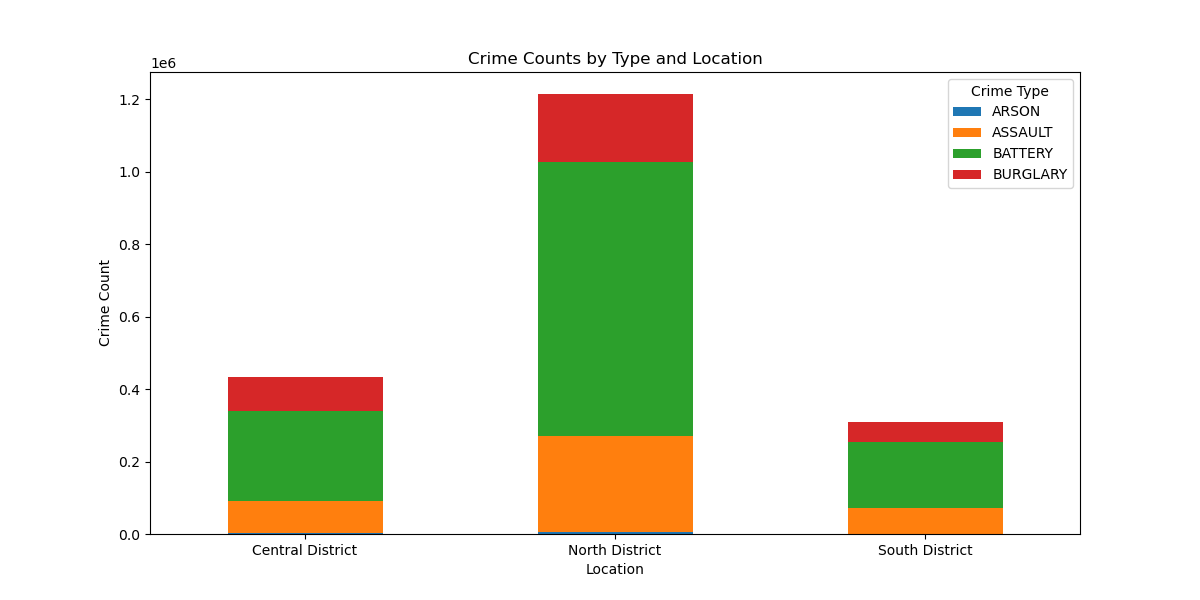 Crime Counts by Type and Location
1e6
1.2
1.0
0.8
0.6
0.4
0.2
0.0
Crime Count
Crime Type
ARSON
ASSAULT
BATTERY
BURGLARY
Central District
North District
South District
Location